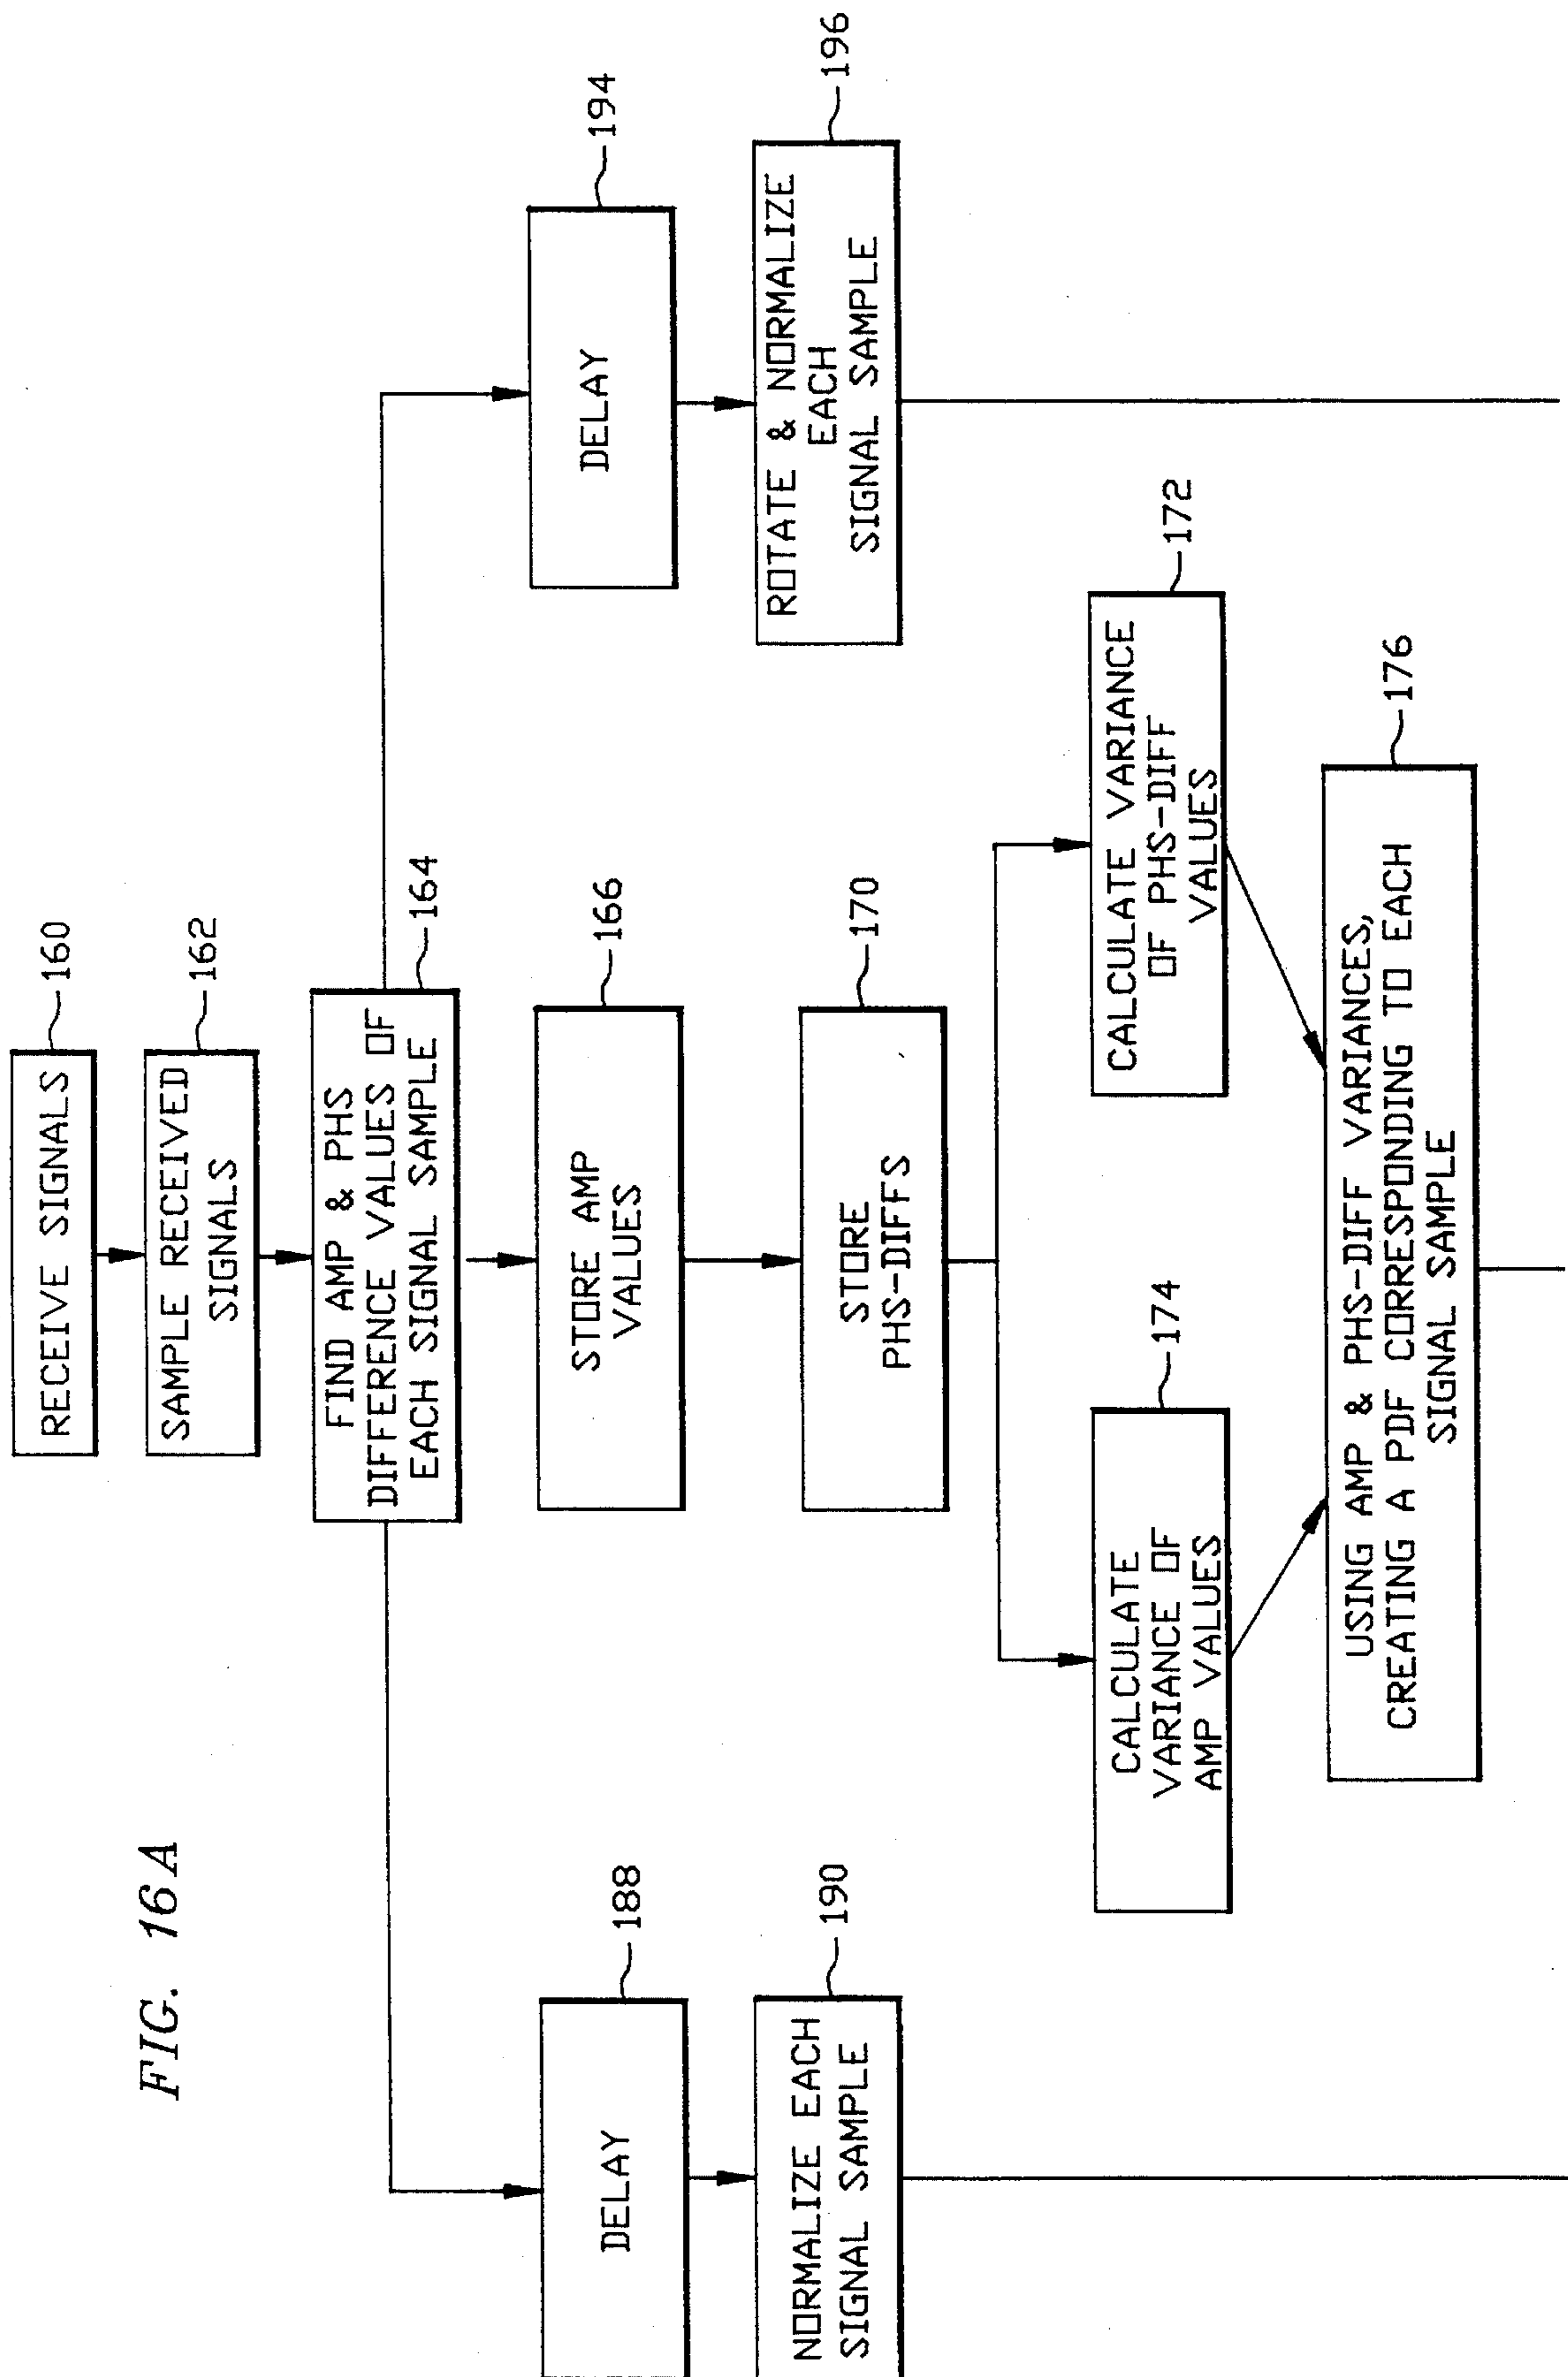 FIG. 16A
RECEIVE SIGNALS
160
SAMPLE RECEIVED
SIGNALS
162
FIND AMP & PHS
DIFFERENCE VALUES OF
EACH SIGNAL SAMPLE
164
DELAY
188
STORE AMP
VALUES
166
DELAY
194
NORMALIZE EACH
SIGNAL SAMPLE
190
STORE
PHS-DIFFS
170
ROTATE & NORMALIZE
EACH
SIGNAL SAMPLE
196
CALCULATE
VARIANCE OF
AMP VALUES
174
CALCULATE VARIANCE
OF PHS-DIFF
VALUES
172
USING AMP & PHS-DIFF VARIANCES,
CREATING A PDF CORRESPONDING TO EACH
SIGNAL SAMPLE
176